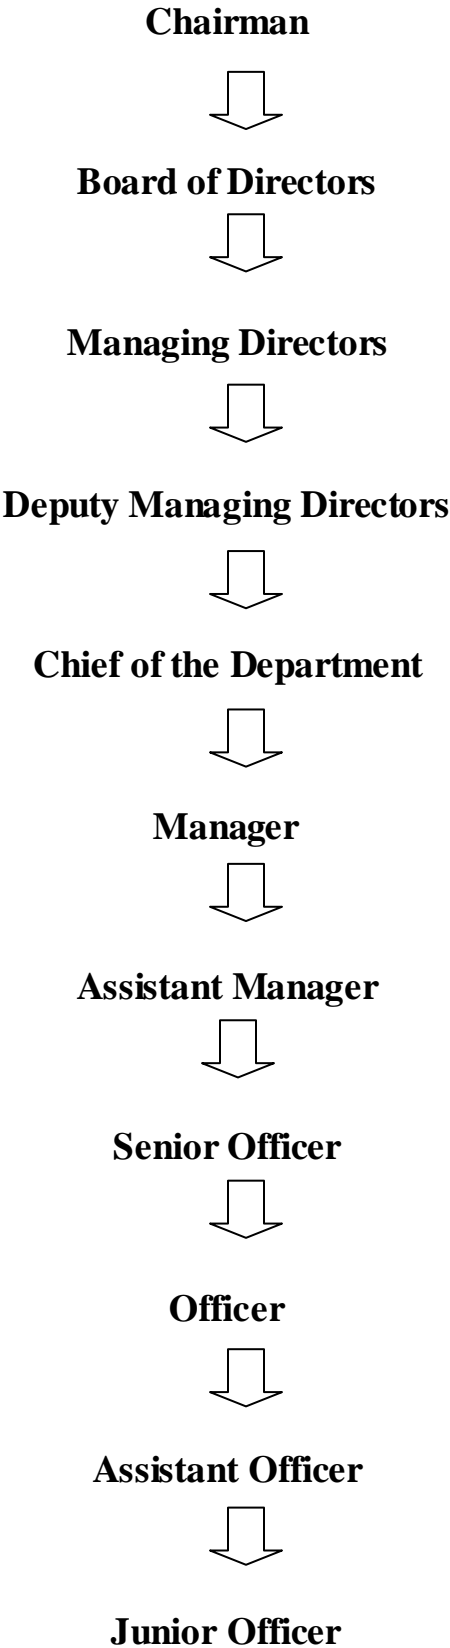 Chairman
Board of Directors
Managing Directors
Deputy Managing Directors
Chief of the Department
Manager
Assistant Manager
Senior Officer
Officer
Assistant Officer
Junior Officer